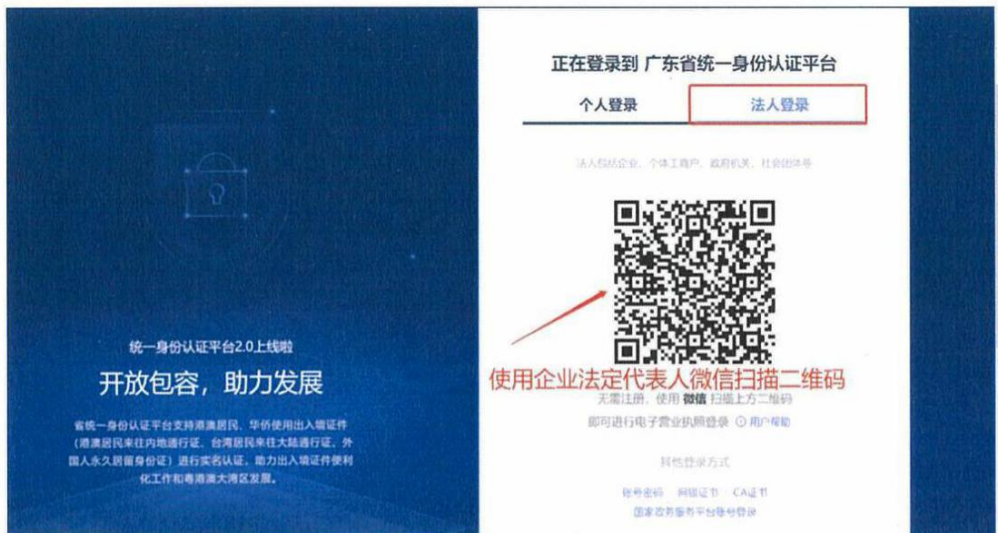 统一身份认证平台2.0上线啦
开放包容，助力发展
省统一身份认证平台支持港澳居民、华侨使用出入境证件
（港澳居民来往内地通行证、台湾居民来往大陆通行证、外
国人永久居留身份证）进行实名认证，助力出入境证件便利
化工作和粤港澳大湾区发展。
正在登录到 广东省统一身份认证平台
个人登录
法人登录
法人包括企业、个体工商户、政府机关、社会团体等
使用企业法定代表人微信扫描二维码
无需注册，使用 微信 扫描上方二维码
即可进行电子营业执照登录 用户帮助
其他登录方式
账号密码 网银证书 CA证书
国家政务服务平台账号登录